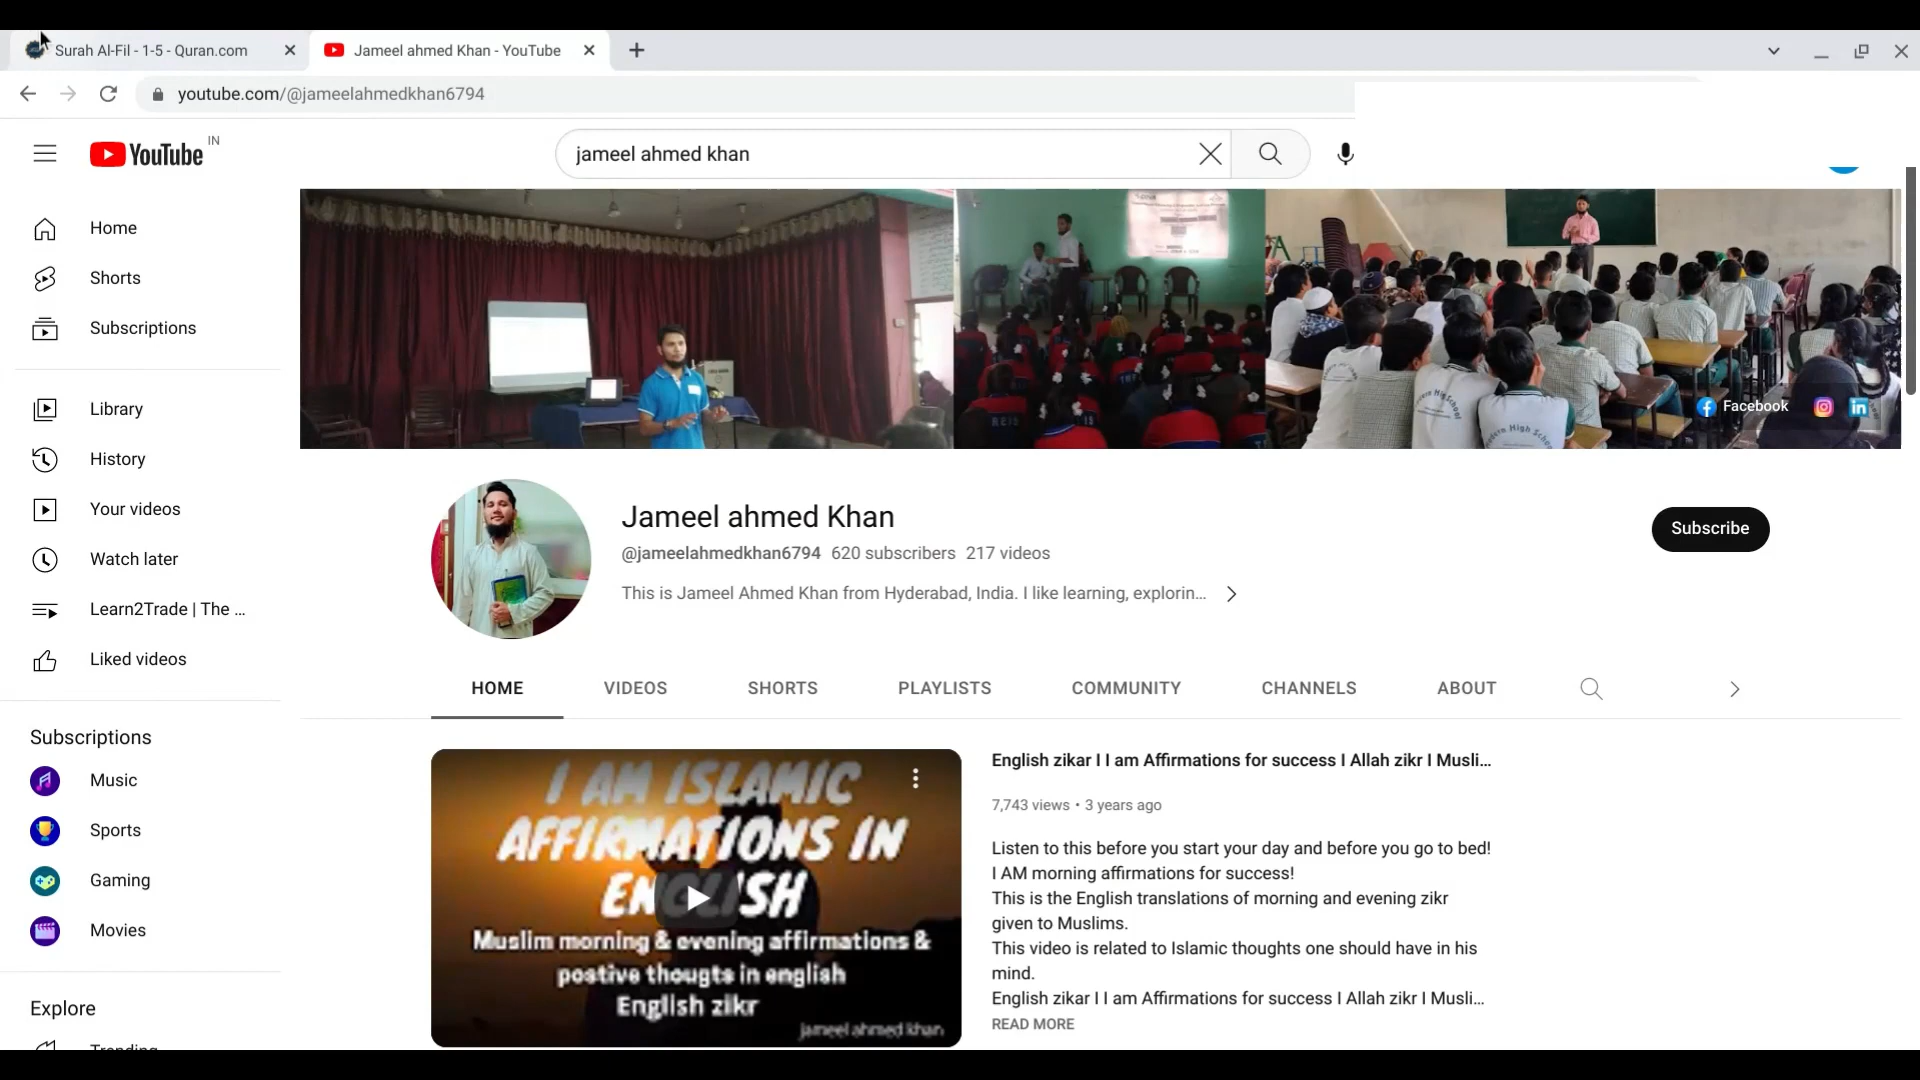 Surah Al-Fil - 1-5 - Quran.com
Jameel ahmed Khan - YouTube
youtube.com/@jameelahmedkhan6794
YouTube IN
jameel ahmed khan
Home
Shorts
Subscriptions
Library
History
Your videos
Watch later
Learn2Trade | The ...
Liked videos
Subscriptions
Music
Sports
Gaming
Movies
Explore
Facebook
Jameel ahmed Khan
@jameelahmedkhan6794 620 subscribers 217 videos
This is Jameel Ahmed Khan from Hyderabad, India. I like learning, explorin...
Subscribe
HOME
VIDEOS
SHORTS
PLAYLISTS
COMMUNITY
CHANNELS
ABOUT
I AM ISLAMIC
AFFIRMATIONS IN
ENGLISH
Muslim morning & evening affirmations &
postive thougts in english
English zikr
jameel ahmed khan
English zikar I I am Affirmations for success I Allah zikr I Musli...
7,743 views • 3 years ago
Listen to this before you start your day and before you go to bed!
I AM morning affirmations for success!
This is the English translations of morning and evening zikr
given to Muslims.
This video is related to Islamic thoughts one should have in his
mind.
English zikar I I am Affirmations for success I Allah zikr I Musli...
READ MORE